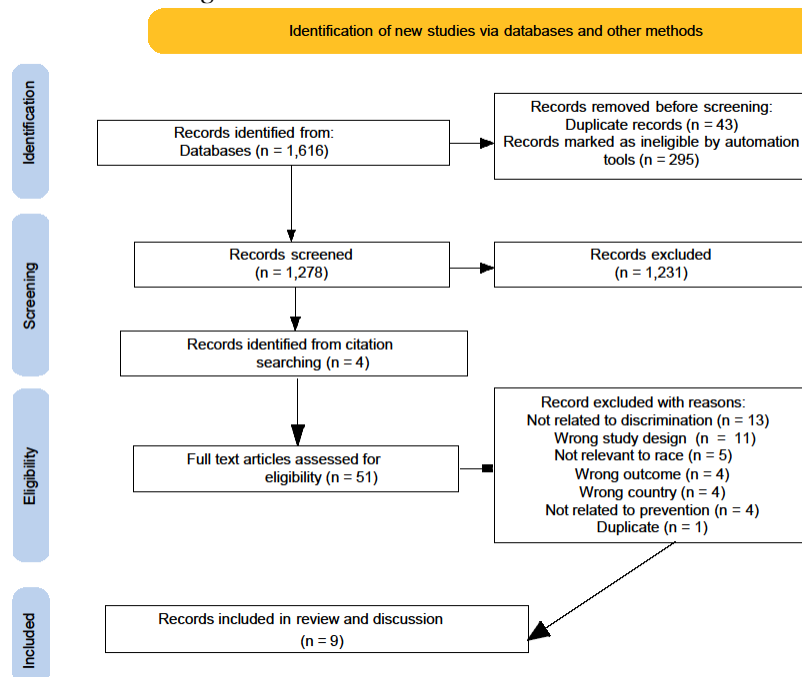 Identification of new studies via databases and other methods
Identification
Records identified from:
Databases (n = 1,616)
Records removed before screening:
Duplicate records (n = 43)
Records marked as ineligible by automation
tools (n = 295)
Screening
Records screened
(n = 1,278)
Records excluded
(n = 1,231)
Records identified from citation
searching (n = 4)
Eligibility
Full text articles assessed for
eligibility (n = 51)
Record excluded with reasons:
Not related to discrimination (n = 13)
Wrong study design (n = 11)
Not relevant to race (n = 5)
Wrong outcome (n = 4)
Wrong country (n = 4)
Not related to prevention (n = 4)
Duplicate (n = 1)
Included
Records included in review and discussion
(n = 9)